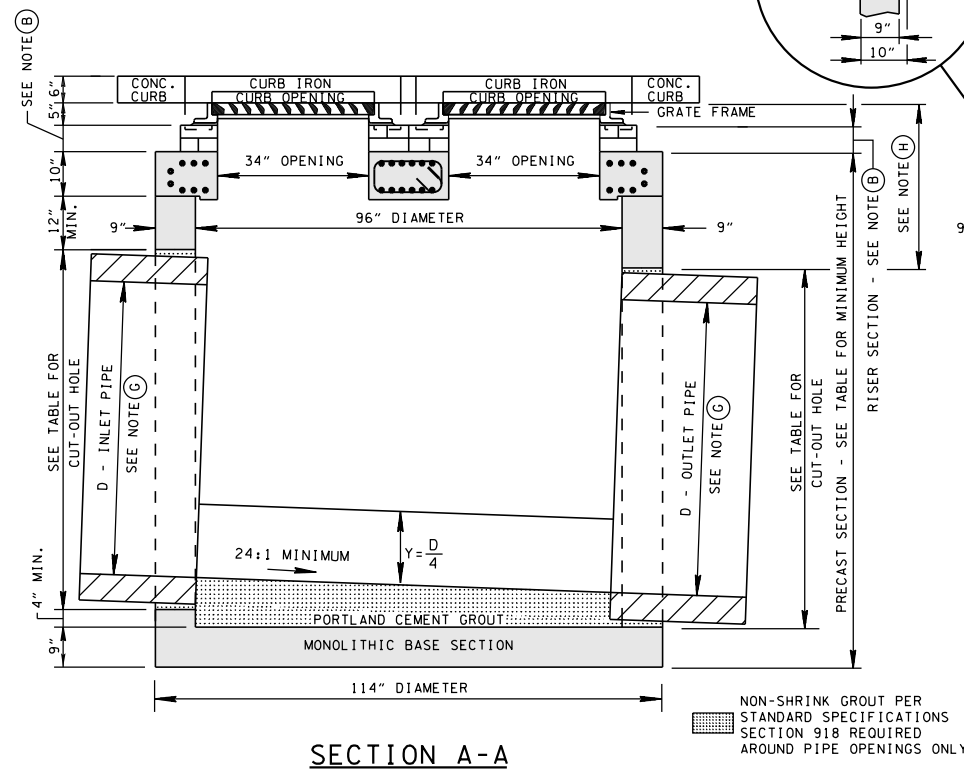 9"
10"
SEE NOTE B
CONC.
CURB
CURB IRON
CURB OPENING
CURB IRON
CURB OPENING
CONC.
CURB
6"
5"
GRATE FRAME
10"
34" OPENING
34" OPENING
SEE NOTE H
12"
MIN.
9"
96" DIAMETER
9"
9
RISER SECTION - SEE NOTE B
PRECAST SECTION - SEE TABLE FOR MINIMUM HEIGHT
SEE TABLE FOR
CUT-OUT HOLE
D - INLET PIPE
SEE NOTE G
D - OUTLET PIPE
SEE NOTE G
SEE TABLE FOR
CUT-OUT HOLE
24:1 MINIMUM
Y=D/4
4" MIN.
PORTLAND CEMENT GROUT
MONOLITHIC BASE SECTION
9"
114" DIAMETER
NON-SHRINK GROUT PER
STANDARD SPECIFICATIONS
SECTION 918 REQUIRED
AROUND PIPE OPENINGS ONLY
SECTION A-A